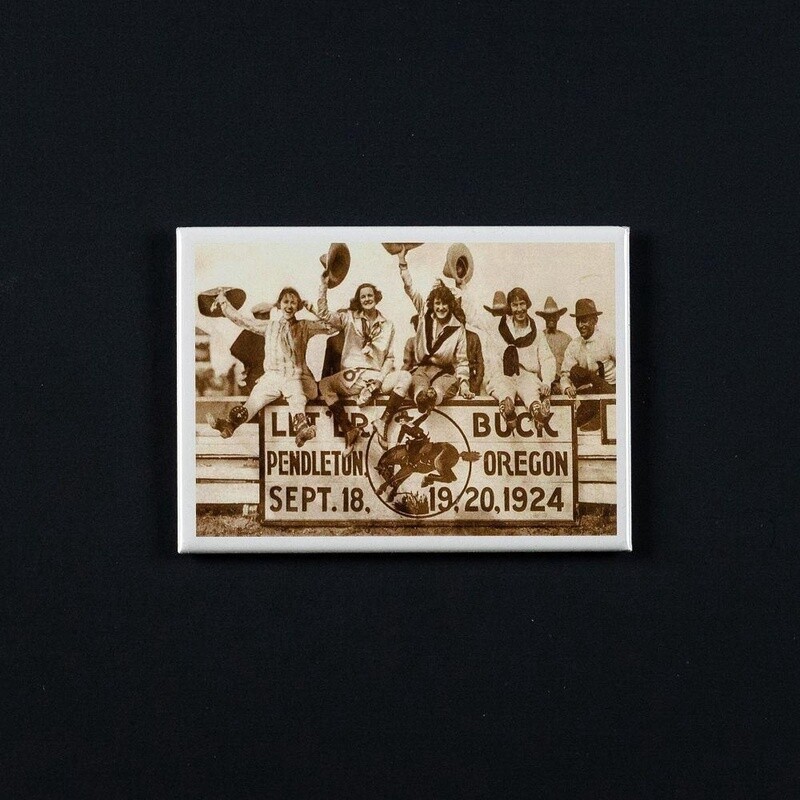 LET ER BUCK
PENDLETON, OREGON
SEPT. 18, 19, 20, 1924